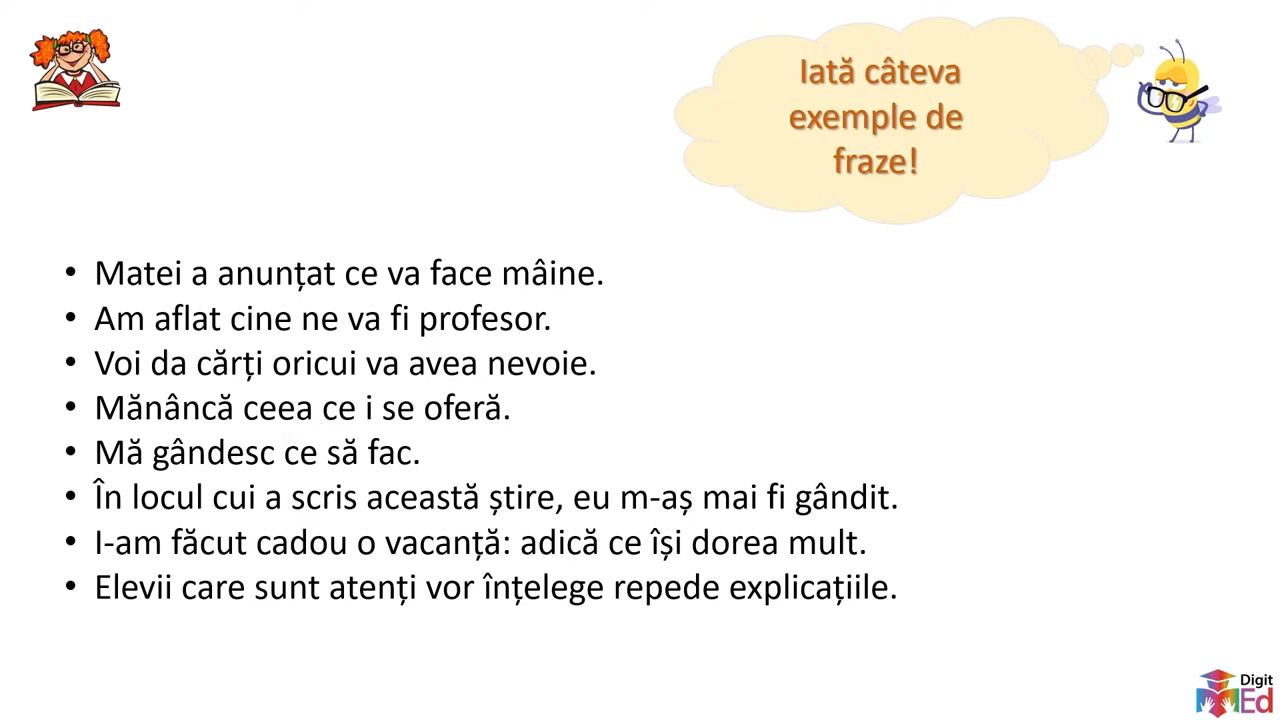 Iată câteva
exemple de
fraze!
• Matei a anunțat ce va face mâine.
• Am aflat cine ne va fi profesor.
• Voi da cărți oricui va avea nevoie.
• Mănâncă ceea ce i se oferă.
• Mă gândesc ce să fac.
• În locul cui a scris această știre, eu m-aș mai fi gândit.
• I-am făcut cadou o vacanță: adică ce își dorea mult.
• Elevii care sunt atenți vor înțelege repede explicațiile.
Digit
Ed